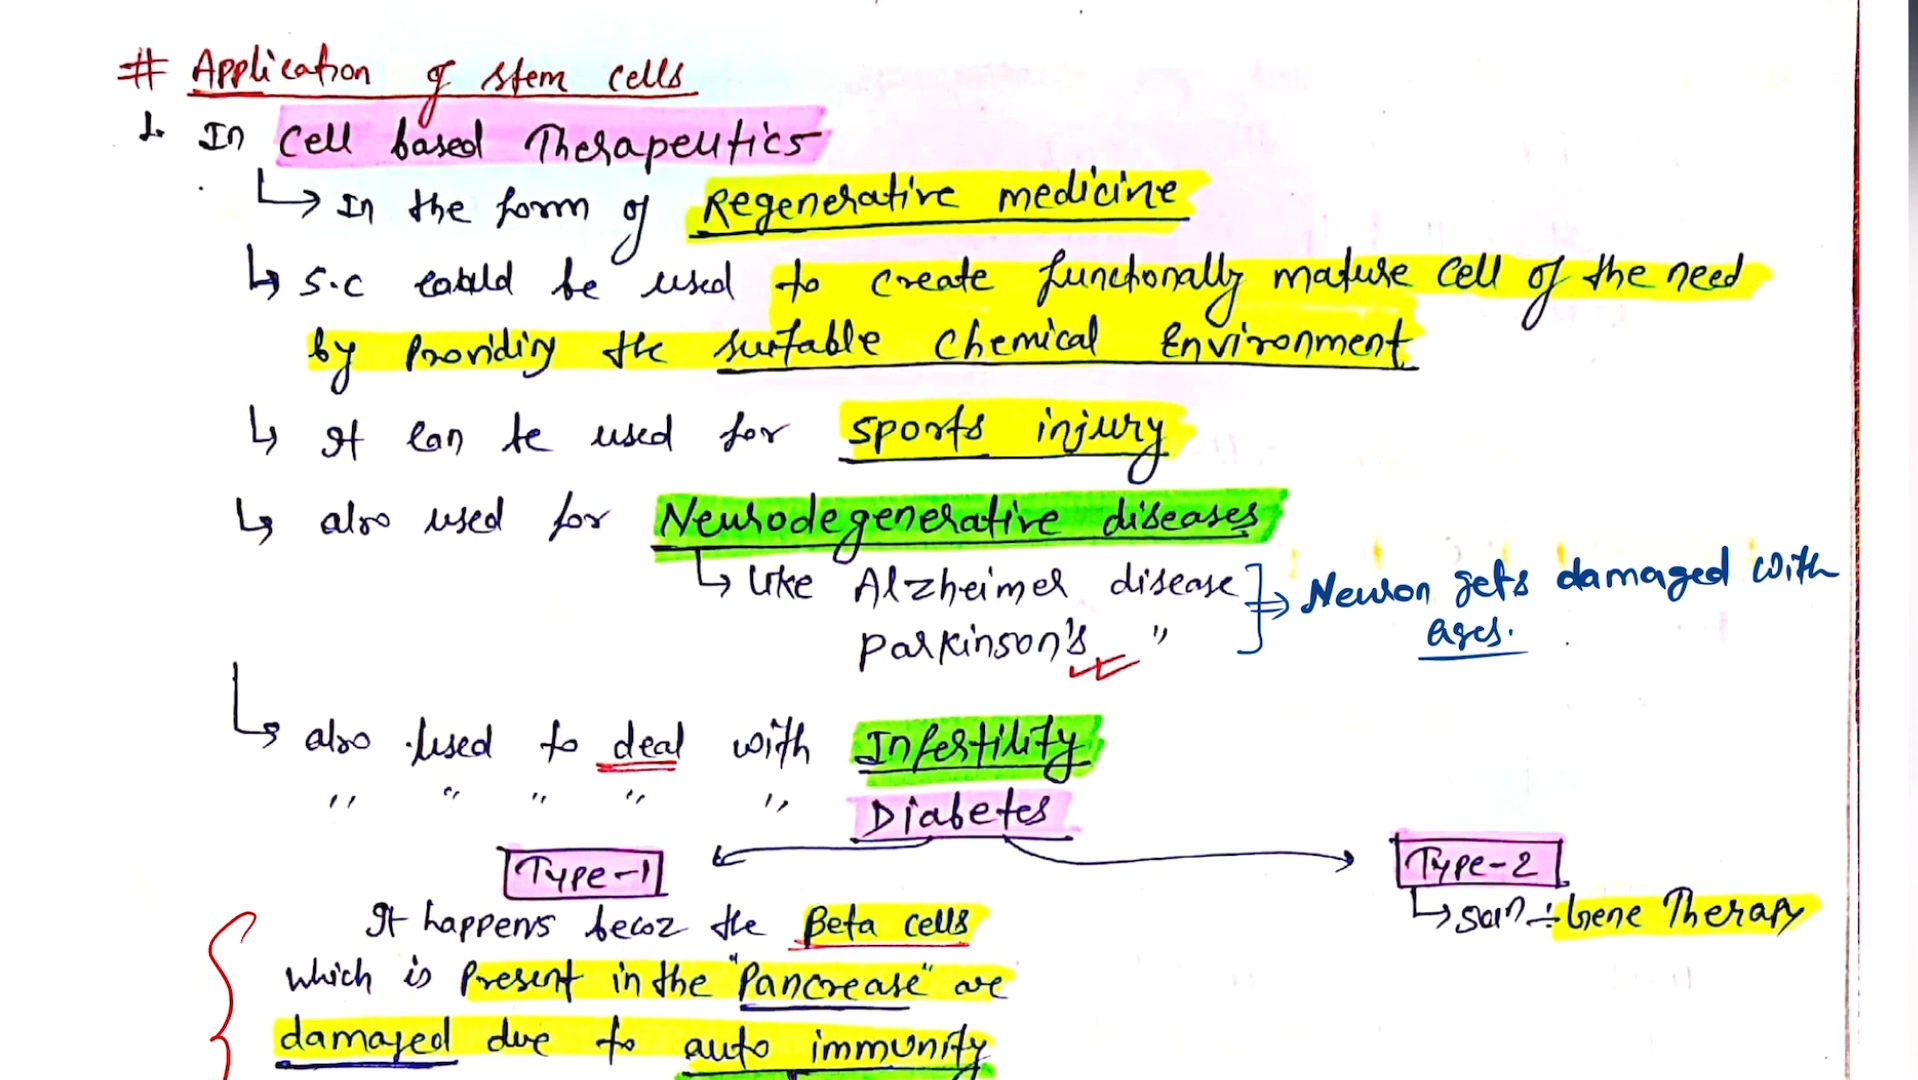 # Application of stem cells
1. In Cell based Therapeutics
↳ In the form of Regenerative medicine
↳ S.C could be used to create functionally mature cell of the need
by Providing the suitable Chemical Environment
↳ It can be used for sports injury
↳ also used for Neurodegenerative diseases
↳ like Alzheimer disease ] ⇒ Neuron gets damaged with
ages.
Parkinson's "
↳ also used to deal with Infertility
" " " " " Diabetes
Type-1
Type-2
↳ Soln ÷ Gene Therapy
It happens becoz the Beta cells
which is Present in the "Pancrease" are
damaged due to auto immunity